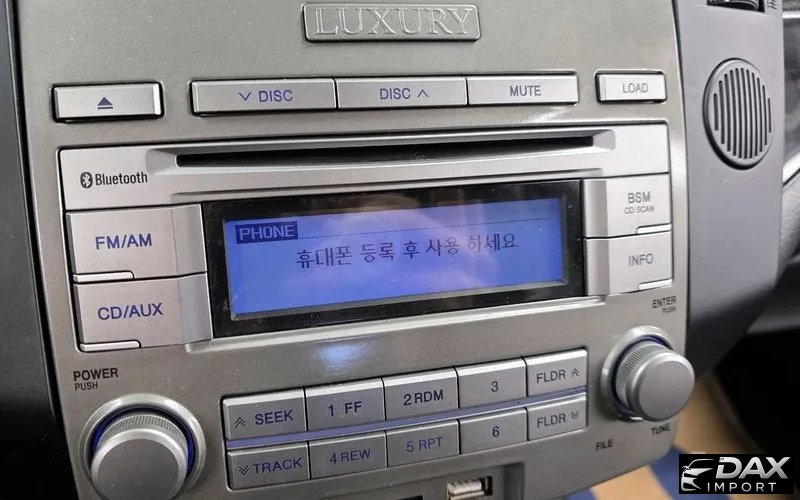 LUXURY
DISC
DISC
MUTE
LOAD
Bluetooth
BSM
CD SCAN
FM/AM
PHONE
휴대폰 등록 후 사용 하세요
INFO
CD/AUX
ENTER
PUSH
POWER
PUSH
SEEK
1 FF
2 RDM
3
FLDR
TRACK
4 REW
5 RPT
6
FLDR
FILE
TUNE
DAX
IMPORT